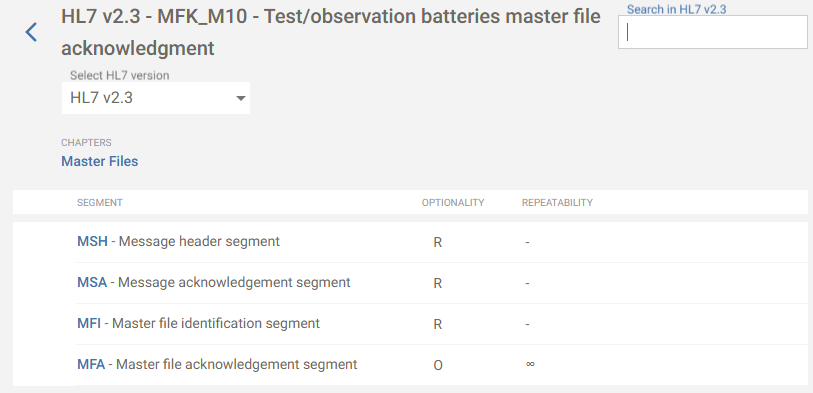 HL7 v2.3 - MFK_M10 - Test/observation batteries master file
acknowledgment
Search in HL7 v2.3
Select HL7 version
HL7 v2.3
CHAPTERS
Master Files
SEGMENT OPTIONALITY REPEATABILITY
MSH - Message header segment R -
MSA - Message acknowledgement segment R -
MFI - Master file identification segment R -
MFA - Master file acknowledgement segment O ∞